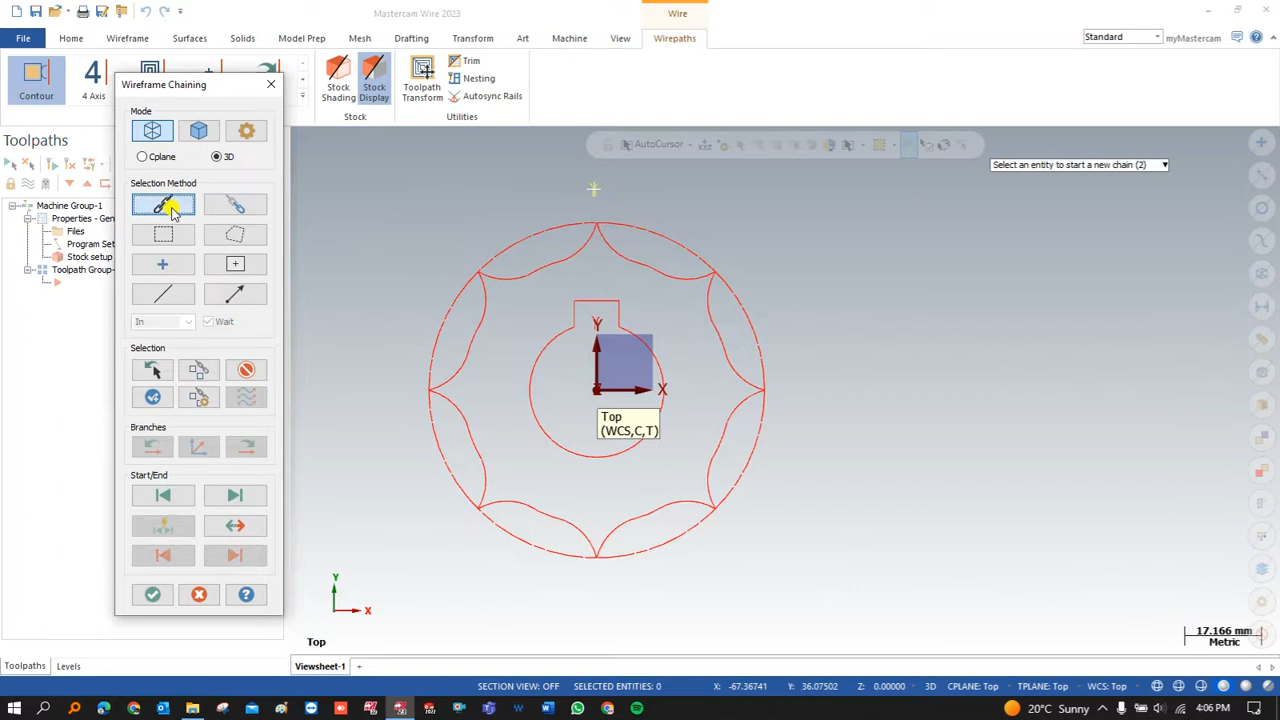 Mastercam Wire 2023
Wire
File Home Wireframe Surfaces Solids Model Prep Mesh Drafting Transform Art Machine View Wirepaths
Standard
myMastercam
Contour
4 Axis
Stock Shading
Stock Display
Stock
Toolpath Transform
Trim
Nesting
Autosync Rails
Utilities
Wireframe Chaining
Mode
Cplane 3D
Selection Method
In Wait
Selection
Branches
Start/End
Toolpaths
Machine Group-1
Properties - Gen
Files
Program Set
Stock setup
Toolpath Group-
AutoCursor
Select an entity to start a new chain (2)
Y
X
Top
(WCS,C,T)
Y
X
Top
17.166 mm
Metric
Toolpaths Levels
Viewsheet-1 +
SECTION VIEW: OFF SELECTED ENTITIES: 0 X: -67.36741 Y: 36.07502 Z: 0.00000 3D CPLANE: Top TPLANE: Top WCS: Top
20°C Sunny 4:06 PM